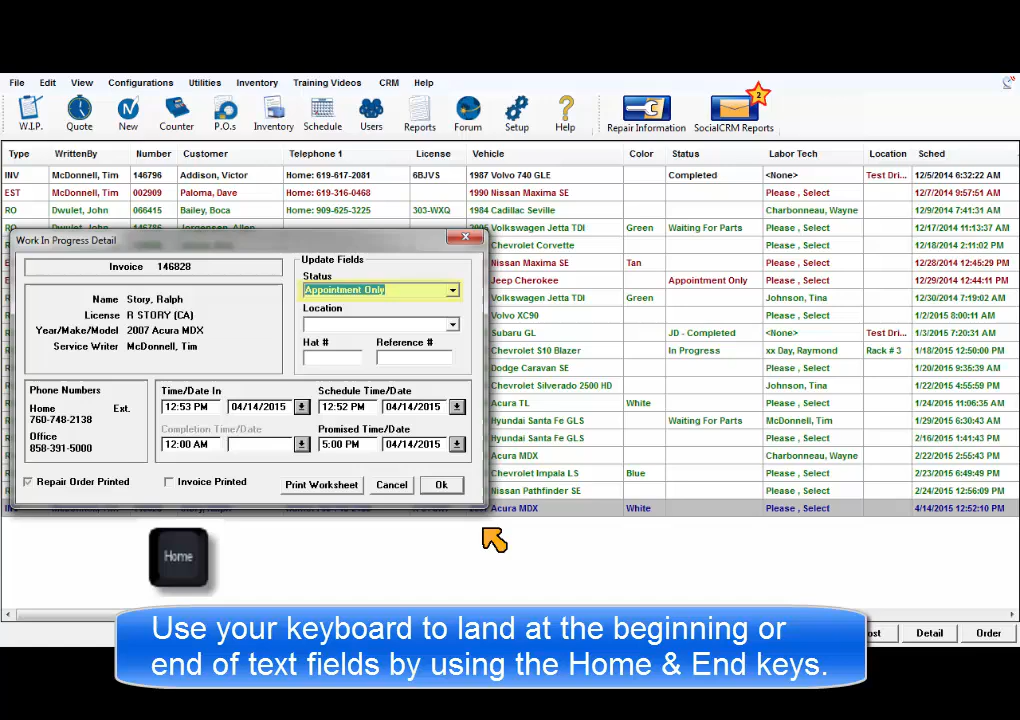 File Edit View Configurations Utilities Inventory Training Videos CRM Help
2
W.I.P. Quote New Counter P.O.s Inventory Schedule Users Reports Forum Setup Help Repair Information SocialCRM Reports
Type WrittenBy Number Customer Telephone 1 License Vehicle Color Status Labor Tech Location Sched
INV McDonnell, Tim 146796 Addison, Victor Home: 619-617-2081 6BJVS 1987 Volvo 740 GLE Completed <None> Test Dri... 12/5/2014 6:32:22 AM
EST McDonnell, Tim 002909 Paloma, Dave Home: 619-316-0468 1990 Nissan Maxima SE Please , Select 12/7/2014 9:57:51 AM
RO Dwulet, John 066415 Bailey, Boca Home: 909-625-3225 303-WXQ 1984 Cadillac Seville Charbonneau, Wayne 12/9/2014 7:41:31 AM
Volkswagen Jetta TDI Green Waiting For Parts Please , Select 12/17/2014 11:13:37 AM
Chevrolet Corvette Please , Select 12/18/2014 2:11:02 PM
Nissan Maxima SE Tan Please , Select 12/28/2014 12:45:29 PM
Jeep Cherokee Appointment Only Please , Select 12/29/2014 12:44:11 PM
Volkswagen Jetta TDI Green Johnson, Tina 12/30/2014 7:19:02 AM
Volvo XC90 Please , Select 1/2/2015 8:00:11 AM
Subaru GL JD - Completed <None> Test Dri... 1/3/2015 7:20:31 AM
Chevrolet S10 Blazer In Progress xx Day, Raymond Rack # 3 1/18/2015 12:50:00 PM
Dodge Caravan SE Please , Select 1/20/2015 9:35:39 AM
Chevrolet Silverado 2500 HD Johnson, Tina 1/22/2015 4:55:59 PM
Acura TL White Please , Select 1/24/2015 11:06:35 AM
Hyundai Santa Fe GLS Waiting For Parts McDonnell, Tim 1/29/2015 6:30:43 AM
Hyundai Santa Fe GLS Please , Select 2/16/2015 1:41:43 PM
Acura MDX Charbonneau, Wayne 2/22/2015 2:55:43 PM
Chevrolet Impala LS Blue Please , Select 2/23/2015 6:49:49 PM
Nissan Pathfinder SE Please , Select 2/24/2015 12:56:09 PM
Acura MDX White Please , Select 4/14/2015 12:52:10 PM
Work In Progress Detail
Invoice 146828
Name Story, Ralph
License R STORY (CA)
Year/Make/Model 2007 Acura MDX
Service Writer McDonnell, Tim
Update Fields
Status
Appointment Only
Location
Hat # Reference #
Phone Numbers
Home Ext.
760-748-2138
Office
858-391-5000
Time/Date In Schedule Time/Date
12:53 PM 04/14/2015 12:52 PM 04/14/2015
Completion Time/Date Promised Time/Date
12:00 AM 5:00 PM 04/14/2015
Repair Order Printed Invoice Printed Print Worksheet Cancel Ok
Home
Detail Order
Use your keyboard to land at the beginning or
end of text fields by using the Home & End keys.